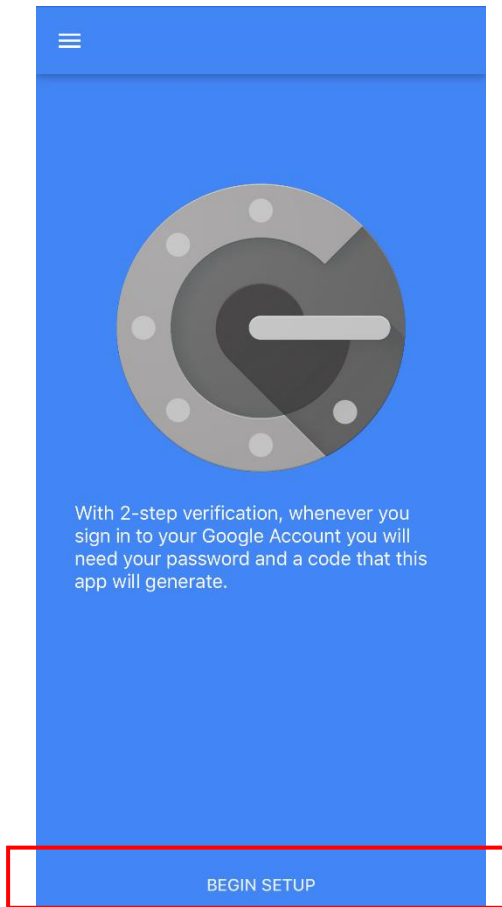 With 2-step verification, whenever you
sign in to your Google Account you will
need your password and a code that this
app will generate.
BEGIN SETUP